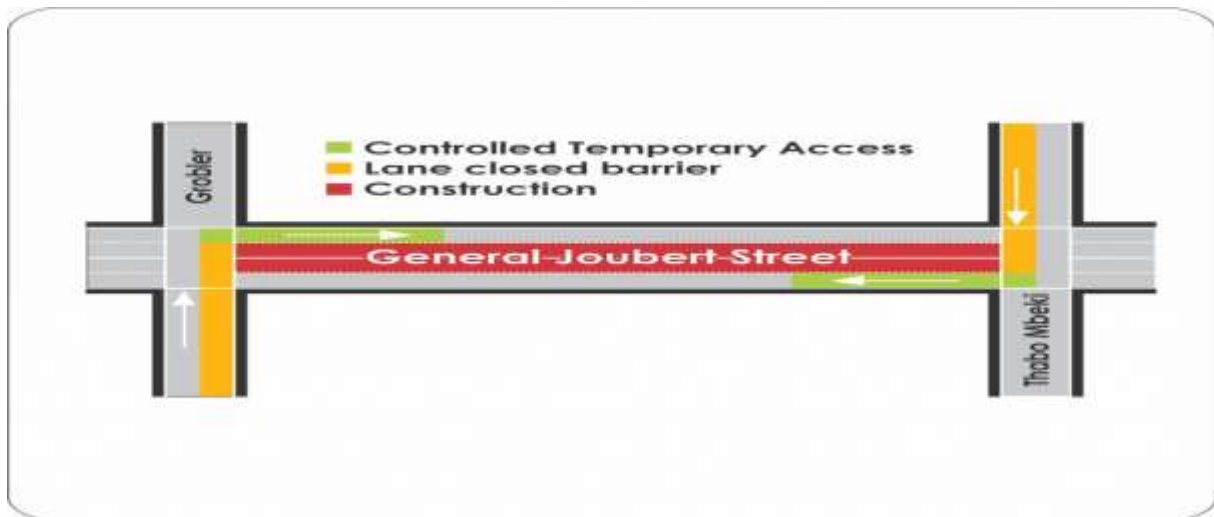 Grobler
Controlled Temporary Access
Lane closed barrier
Construction
General Joubert Street
Thabo Mbeki